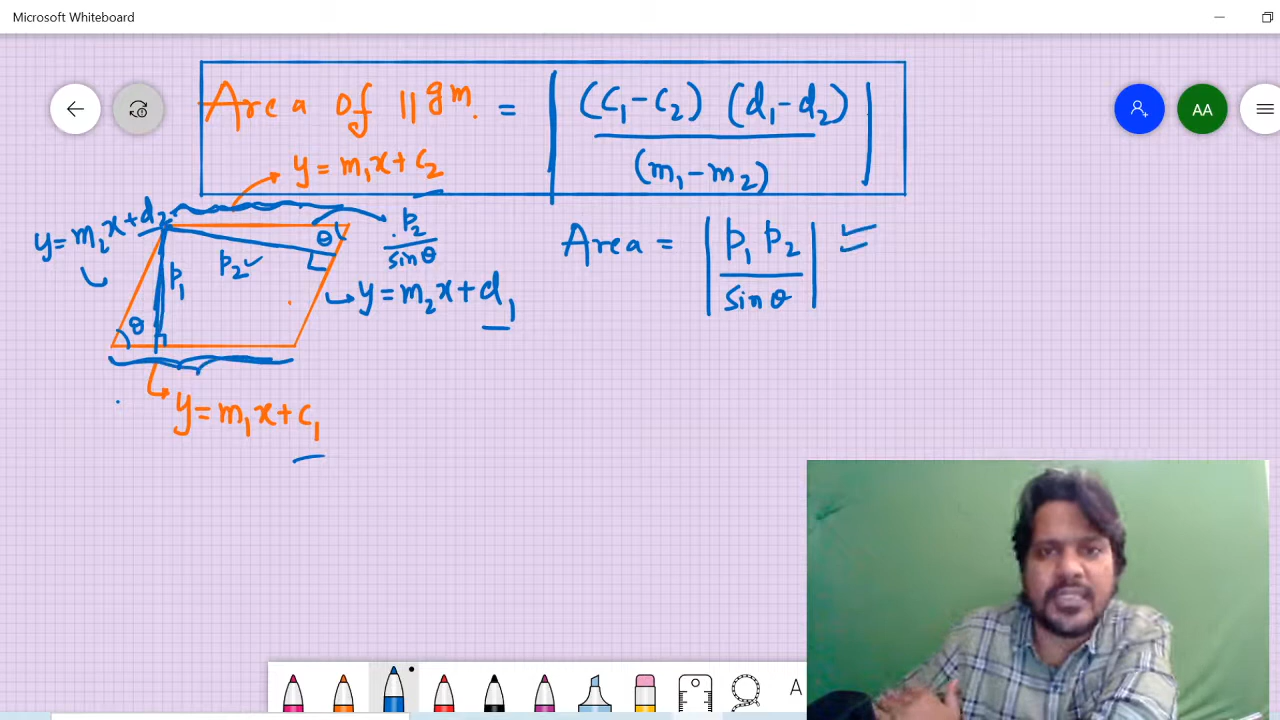 Microsoft Whiteboard
AA
Area of ||gm. = | (c₁-c₂) (d₁-d₂) / (m₁-m₂) |
y = m₁x + c₂
y = m₂x + d₂
θ
p₂ / sinθ
p₂
p₁
y = m₂x + d₁
θ
y = m₁x + c₁
Area = | p₁ p₂ / sin θ |
A